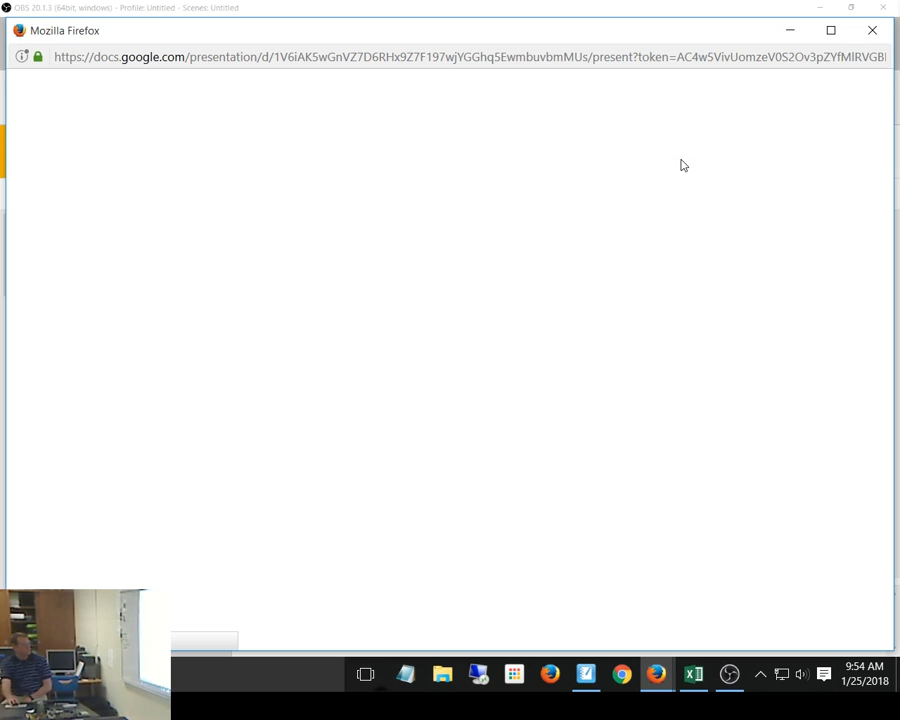 OBS 20.1.3 (64bit, windows) - Profile: Untitled - Scenes: Untitled
Mozilla Firefox
https://docs.google.com/presentation/d/1V6iAK5wGnVZ7D6RHx9Z7F197wjYGGhq5EwmbuvbmMUs/present?token=AC4w5VivUomzeV0S2Ov3pZYfMlRVGBI
9:54 AM
1/25/2018